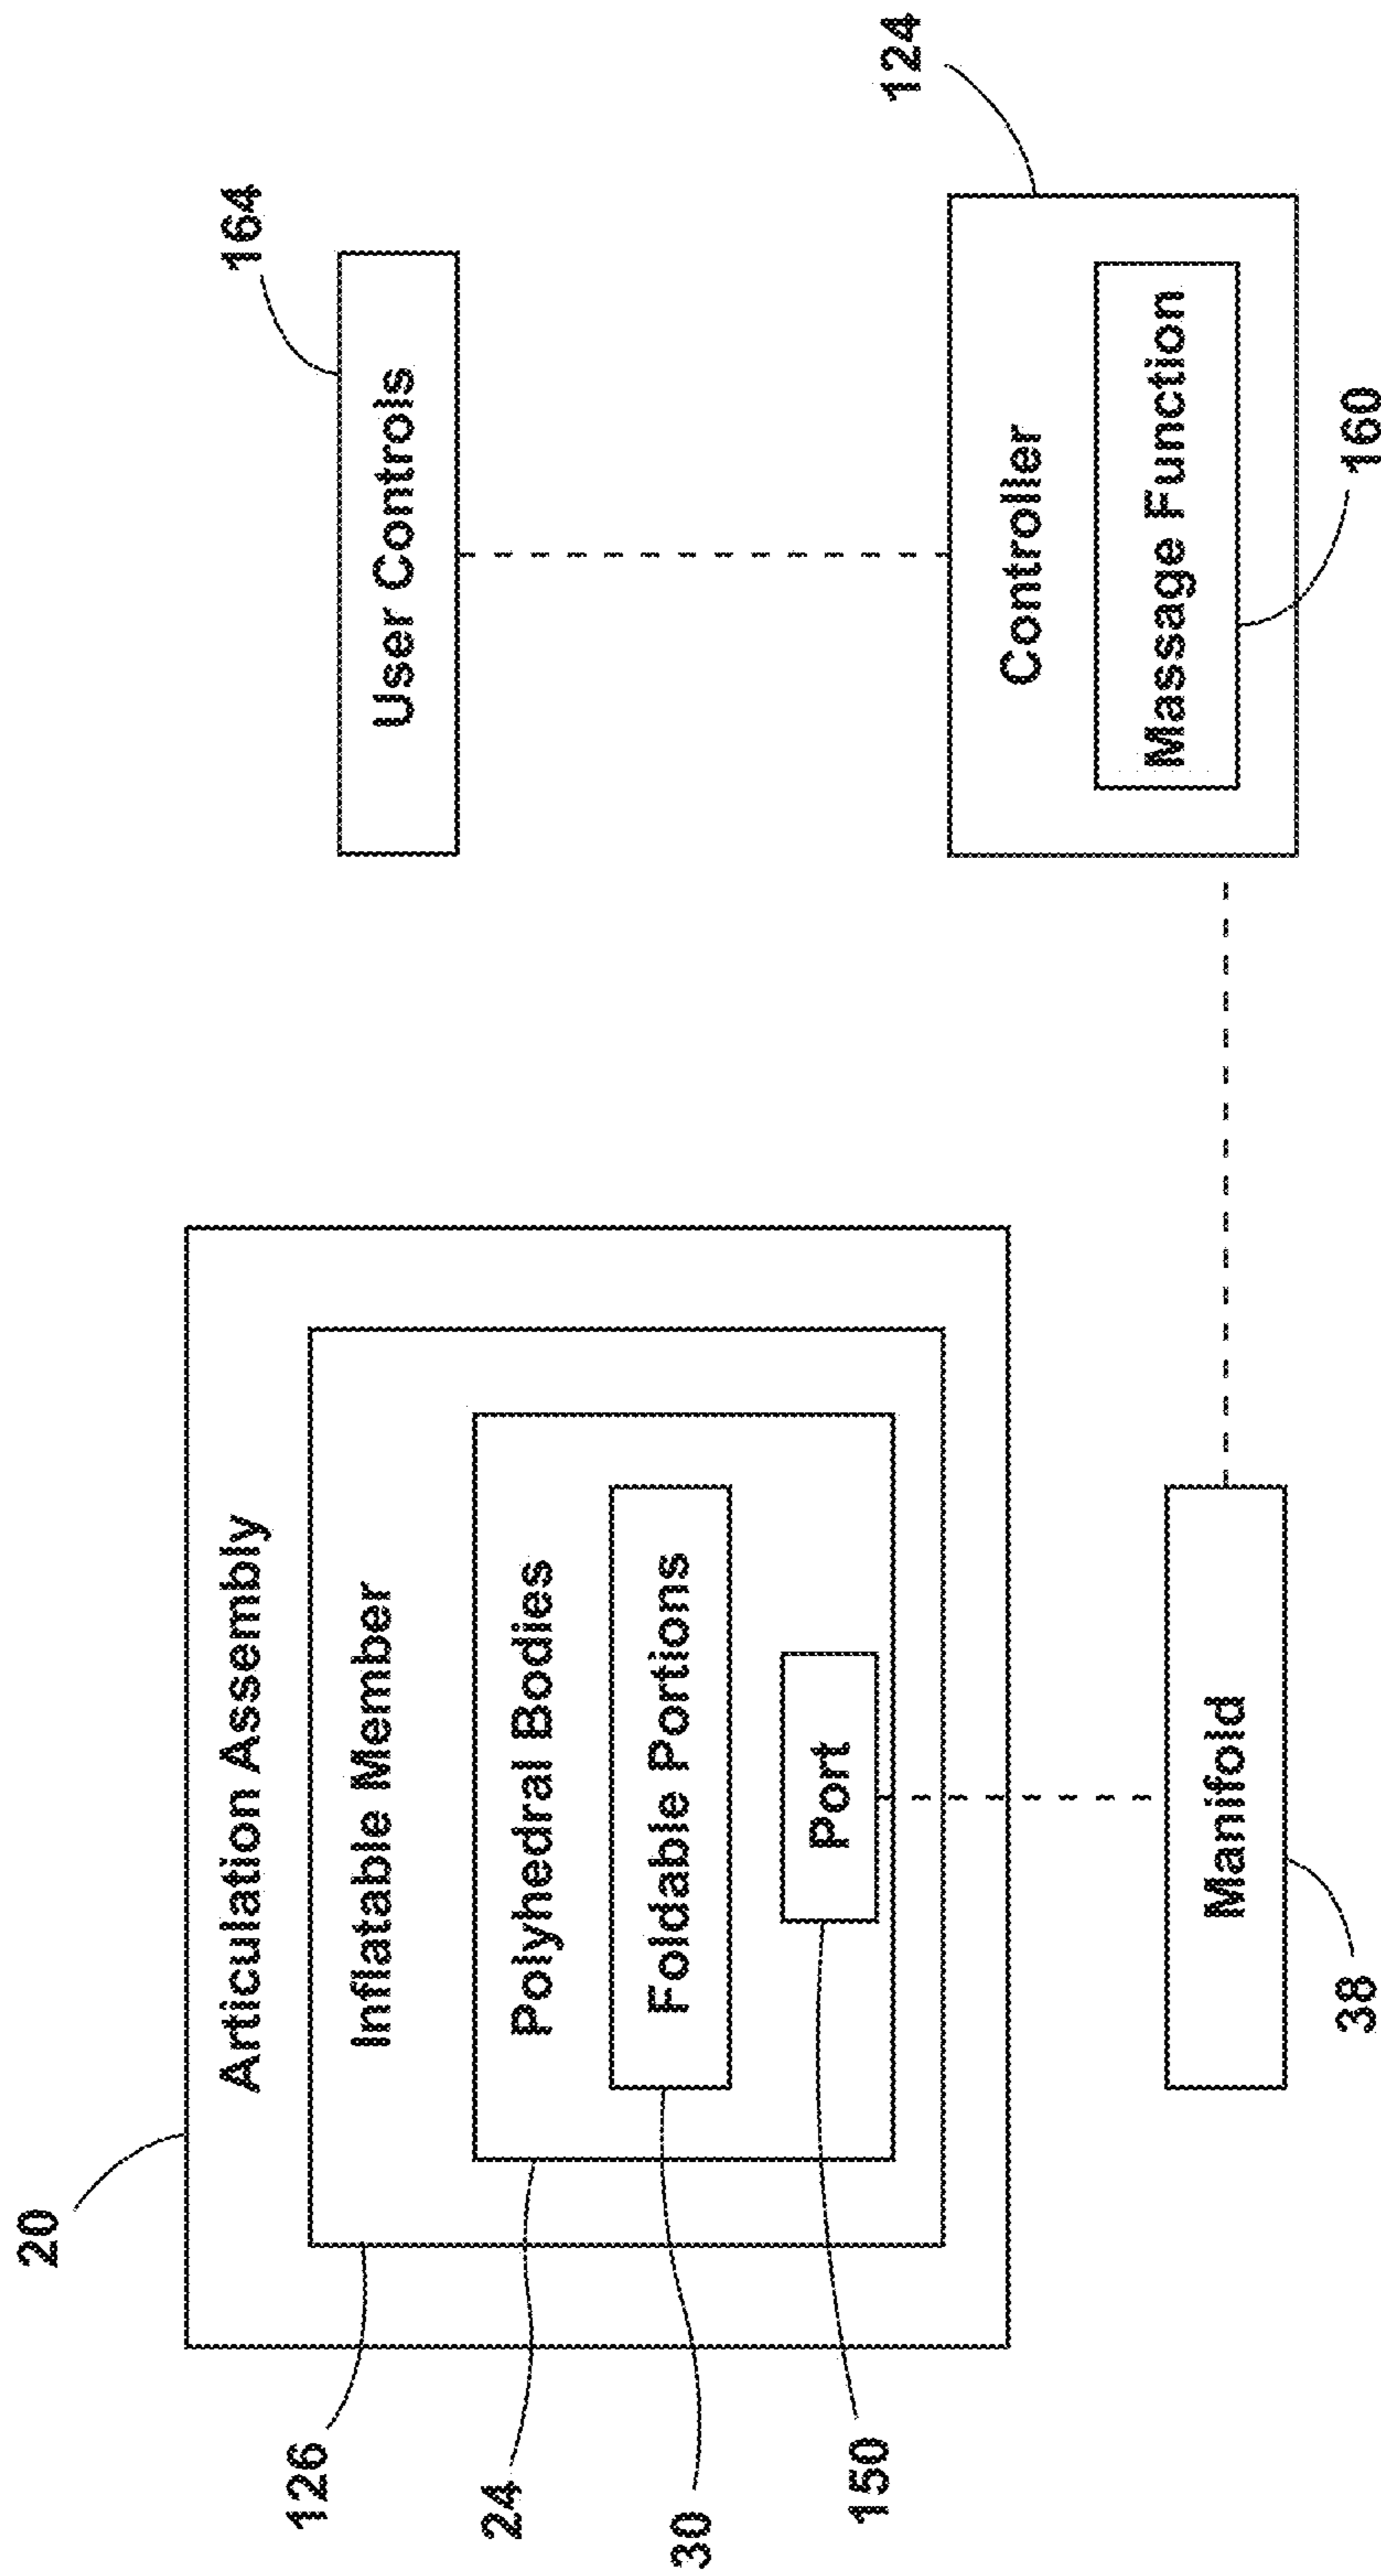 20
Articulation Assembly
164
126
Inflatable Member
User Controls
24
Polyhedral Bodies
30
Foldable Portions
150
Port
124
Controller
Manifold
Massage Function
38
160